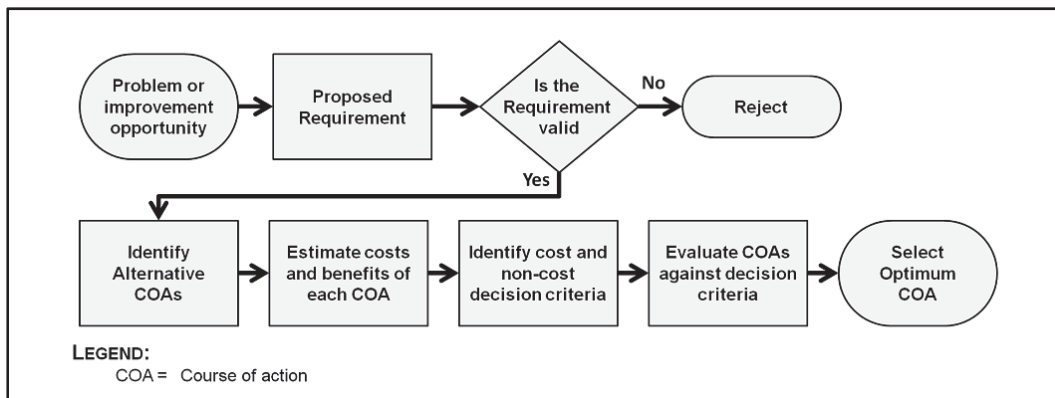 Problem or
improvement
opportunity
Proposed
Requirement
Is the
Requirement
valid
No
Reject
Yes
Identify
Alternative
COAs
Estimate costs
and benefits of
each COA
Identify cost and
non-cost
decision criteria
Evaluate COAs
against decision
criteria
Select
Optimum
COA
LEGEND:
COA = Course of action